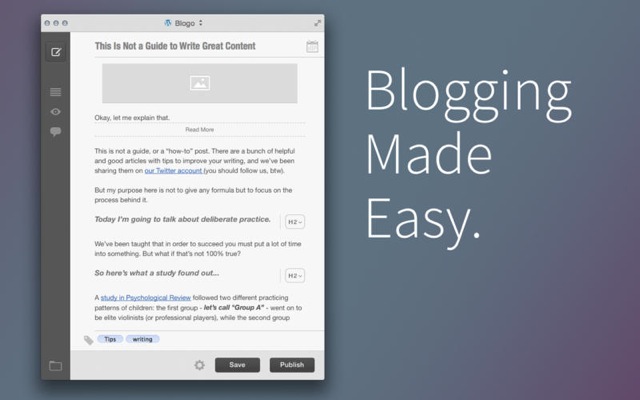 Blogo
This Is Not a Guide to Write Great Content
Okay, let me explain that.
Read More
This is not a guide, or a “how-to” post. There are a bunch of helpful
and good articles with tips to improve your writing, and we’ve been
sharing them on our Twitter account (you should follow us, btw).
But my purpose here is not to give any formula but to focus on the
process behind it.
Today I’m going to talk about deliberate practice.
H2
We’ve been taught that in order to succeed you must put a lot of time
into something. But what if that’s not 100% true?
So here’s what a study found out...
H2
A study in Psychological Review followed two different practicing
patterns of children: the first group - let’s call “Group A” - went on to
be elite violinists (or professional players), while the second group
Tips writing
Save Publish
Blogging
Made
Easy.